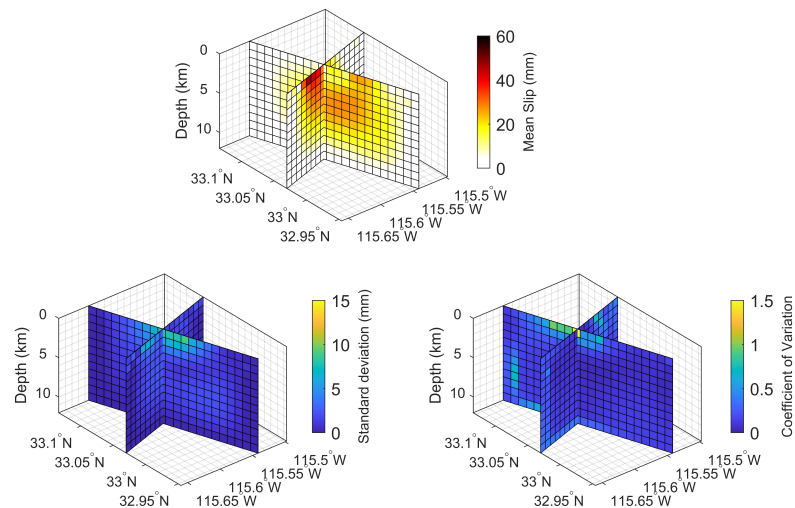 0
5
10
Depth (km)
33.1°N
33.05°N
33°N
32.95°N
115.65°W
115.6°W
115.55°W
115.5°W
60
40
20
0
Mean Slip (mm)
0
5
10
Depth (km)
33.1°N
33.05°N
33°N
32.95°N
115.65°W
115.6°W
115.55°W
115.5°W
15
10
5
0
Standard deviation (mm)
0
5
10
Depth (km)
33.1°N
33.05°N
33°N
32.95°N
115.65°W
115.6°W
115.55°W
115.5°W
1.5
1
0.5
0
Coefficient of Variation